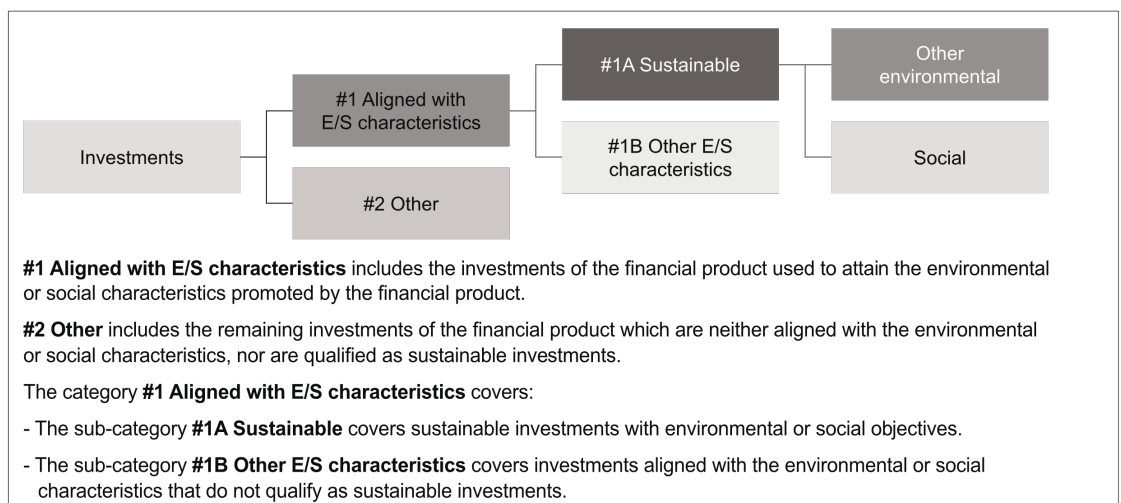 #1A Sustainable
Other
environmental
#1 Aligned with
E/S characteristics
Investments
#1B Other E/S
characteristics
Social
#2 Other
#1 Aligned with E/S characteristics includes the investments of the financial product used to attain the environmental
or social characteristics promoted by the financial product.
#2 Other includes the remaining investments of the financial product which are neither aligned with the environmental
or social characteristics, nor are qualified as sustainable investments.
The category #1 Aligned with E/S characteristics covers:
- The sub-category #1A Sustainable covers sustainable investments with environmental or social objectives.
- The sub-category #1B Other E/S characteristics covers investments aligned with the environmental or social
characteristics that do not qualify as sustainable investments.